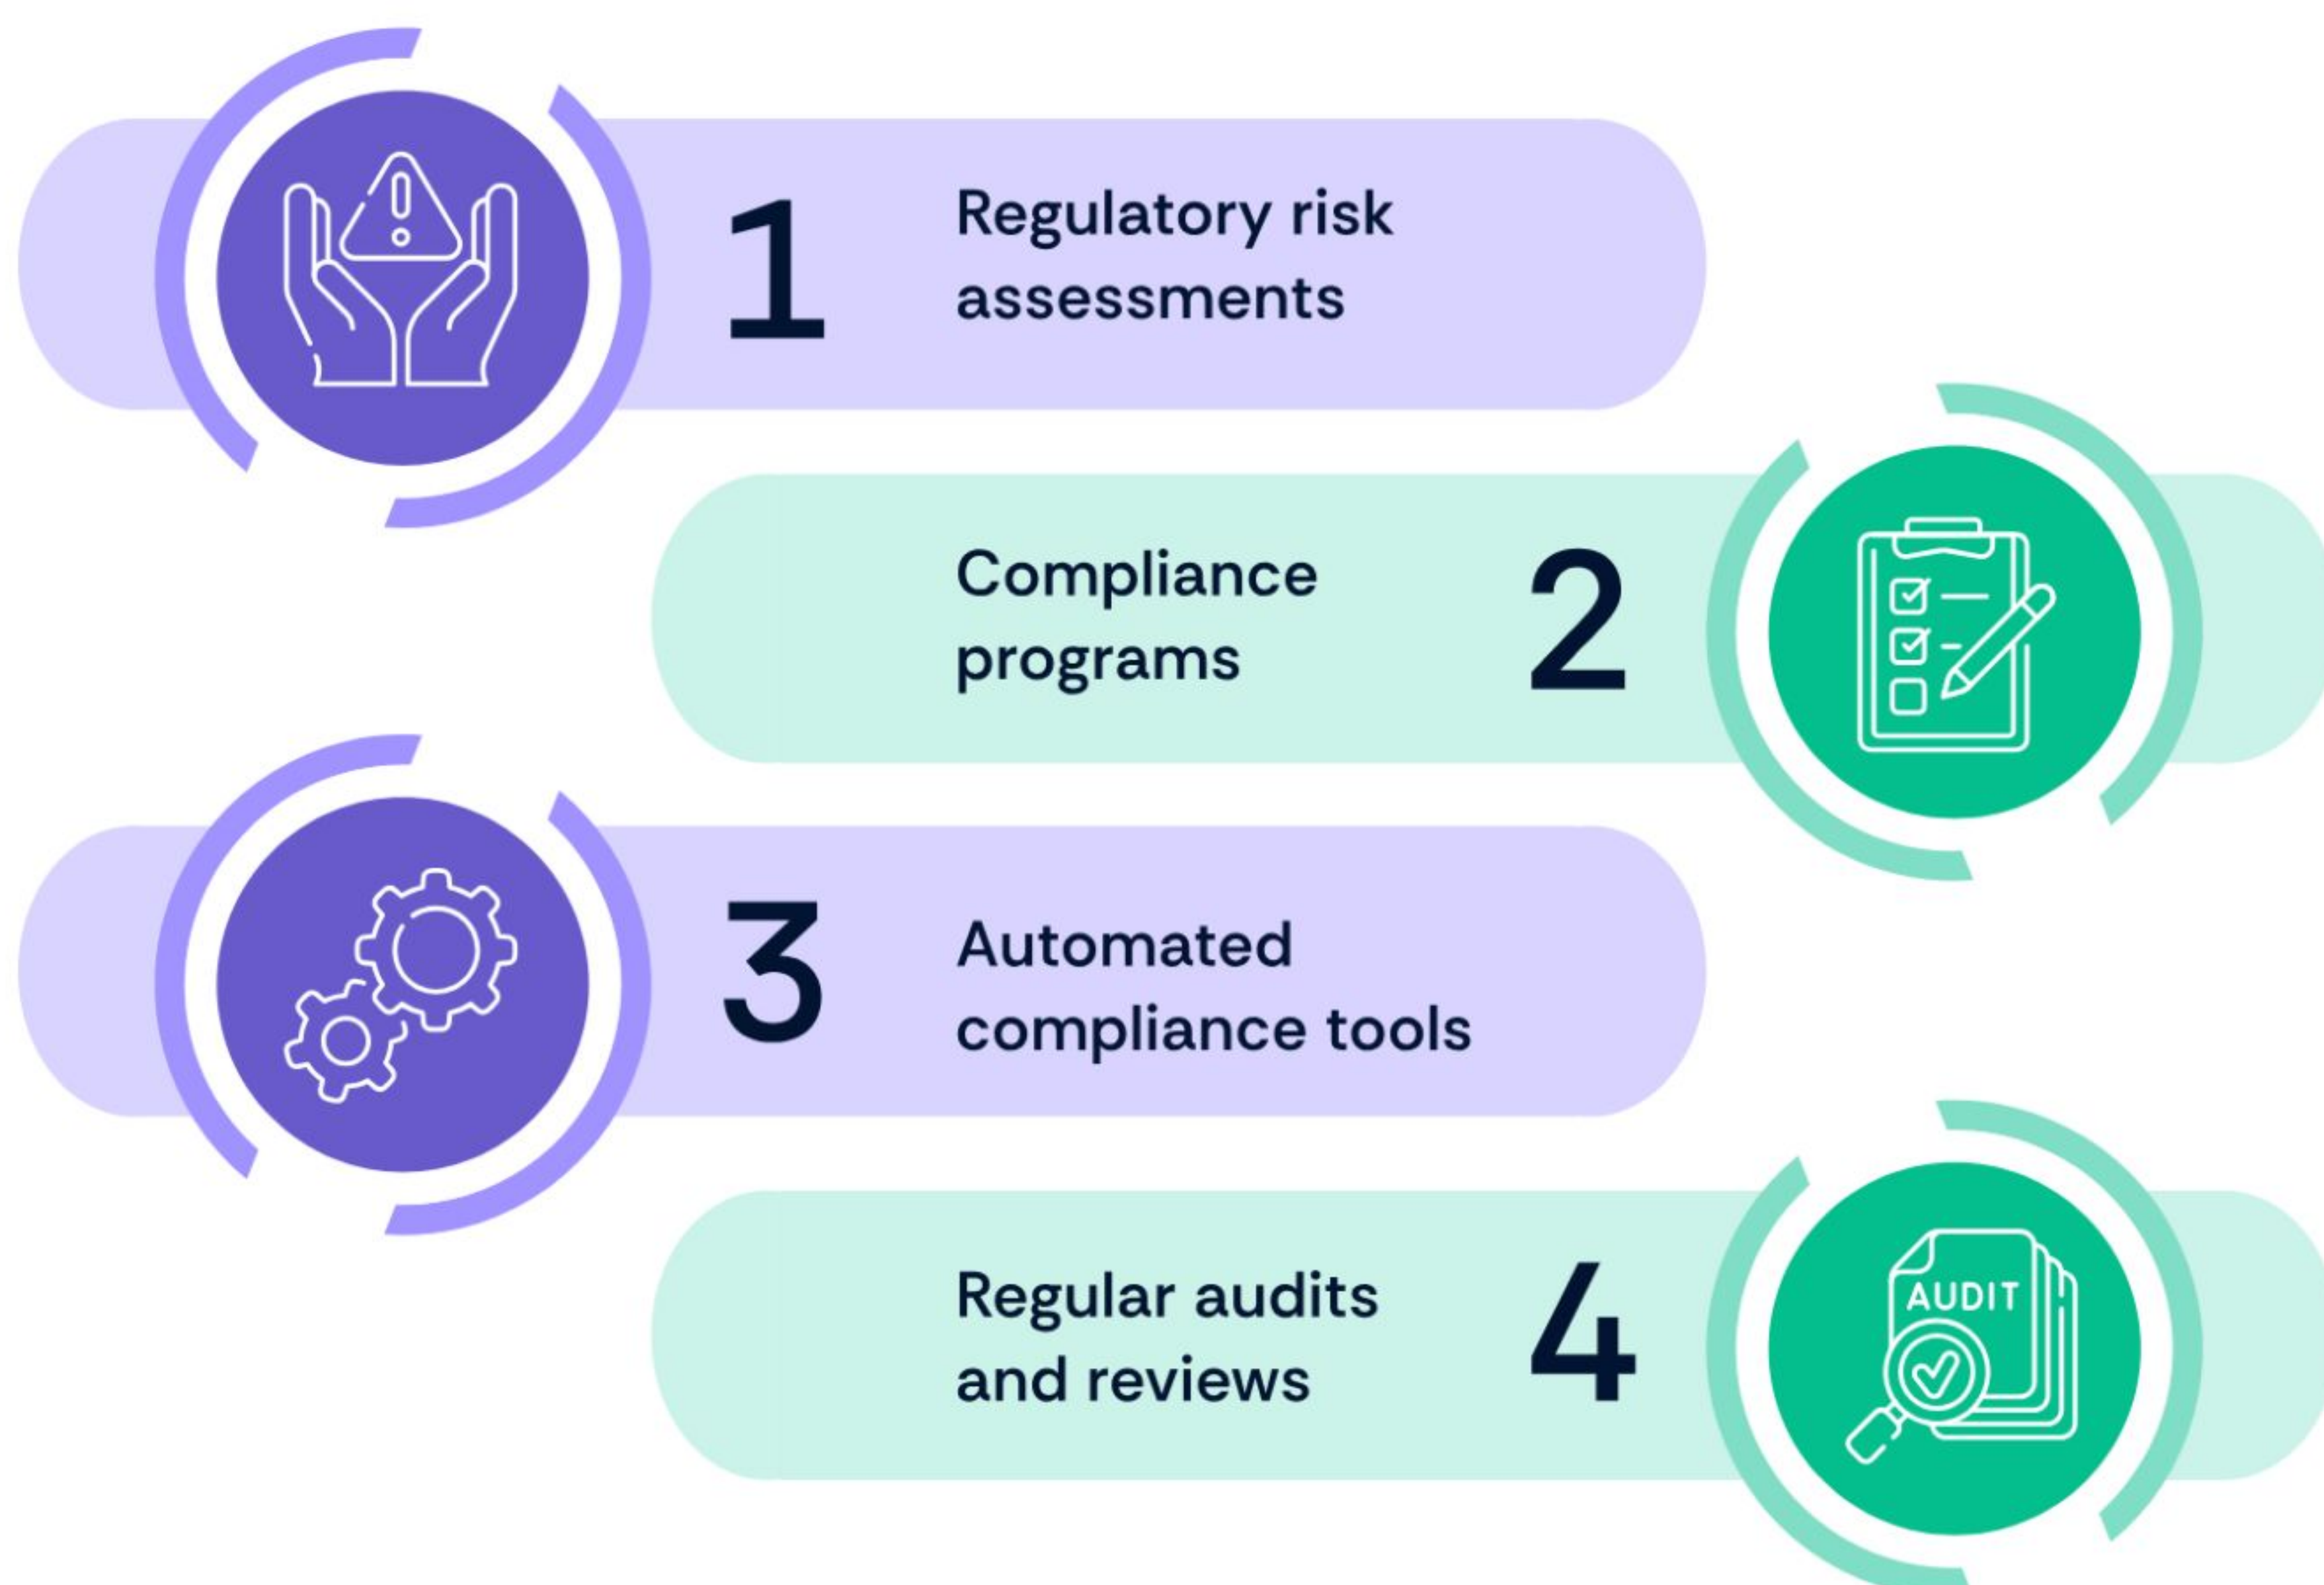 1
Regulatory risk
assessments
Compliance
programs
2
3
Automated
compliance tools
Regular audits
and reviews
4
AUDIT